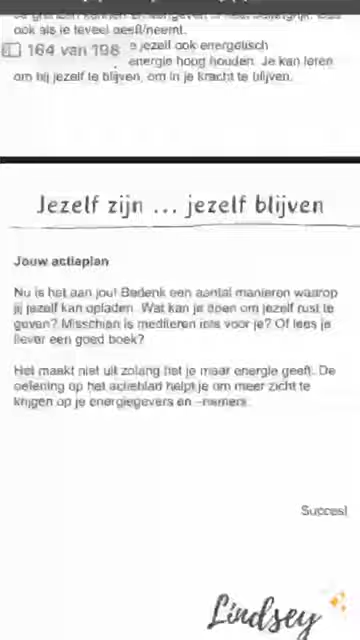 ook als je teveel geeft/neemt.
164 van 198
e jezelf ook energetisch
energie hoog houden. Je kan leren
om bij jezelf te blijven, om in je kracht te blijven.
Jezelf zijn ... jezelf blijven
Jouw actieplan
Nu is het aan jou! Bedenk een aantal manieren waarop
jij jezelf kan opladen. Wat kan je doen om jezelf rust te
geven? Misschien is mediteren iets voor je? Of lees je
liever een goed boek?
Het maakt niet uit zolang het je maar energie geeft. De
oefening op het actieblad helpt je om meer zicht te
krijgen op je energiegevers en -nemers.
Succes!
Lindsey